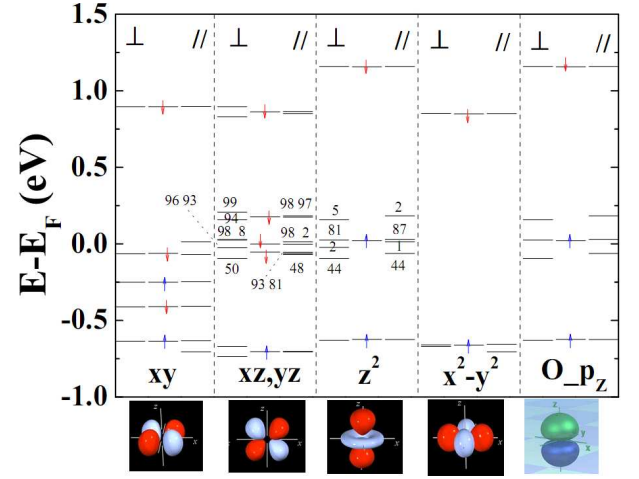 1.5
⊥ // ⊥ // ⊥ // ⊥ // ⊥ //
1.0
E-E_F (eV)
0.5
96 93 99 98 97 5 2
94
98 8 98 2 81 87
0.0
2 1
50 48 44 44
93 81
-0.5
xy xz,yz z² x²-y² O_p_z
-1.0
z z z z z
y
x x x x x